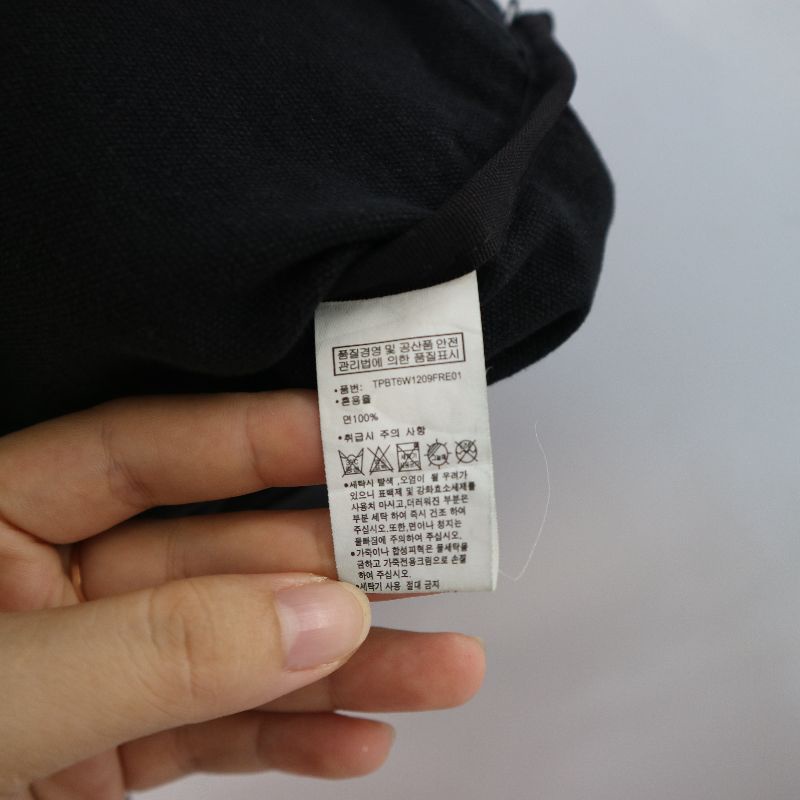 품질경영 및 공산품 안전
관리법에 의한 품질표시
•품번: TPBT6W1209FRE01
•혼용율
면100%
•취급시 주의 사항
•세탁시 탈색 ,오염이 될 우려가
있으니 표백제 및 강화효소세제를
사용치 마시고,더러워진 부분은
부분 세탁 하여 즉시 건조 하여
주십시오.또한,면이나 청지는
물빠짐에 주의하여 주십시오.
•가죽이나 합성피혁은 물세탁을
금하고 가죽전용크림으로 손질
하여 주십시오.
•세탁기 사용 절대 금지